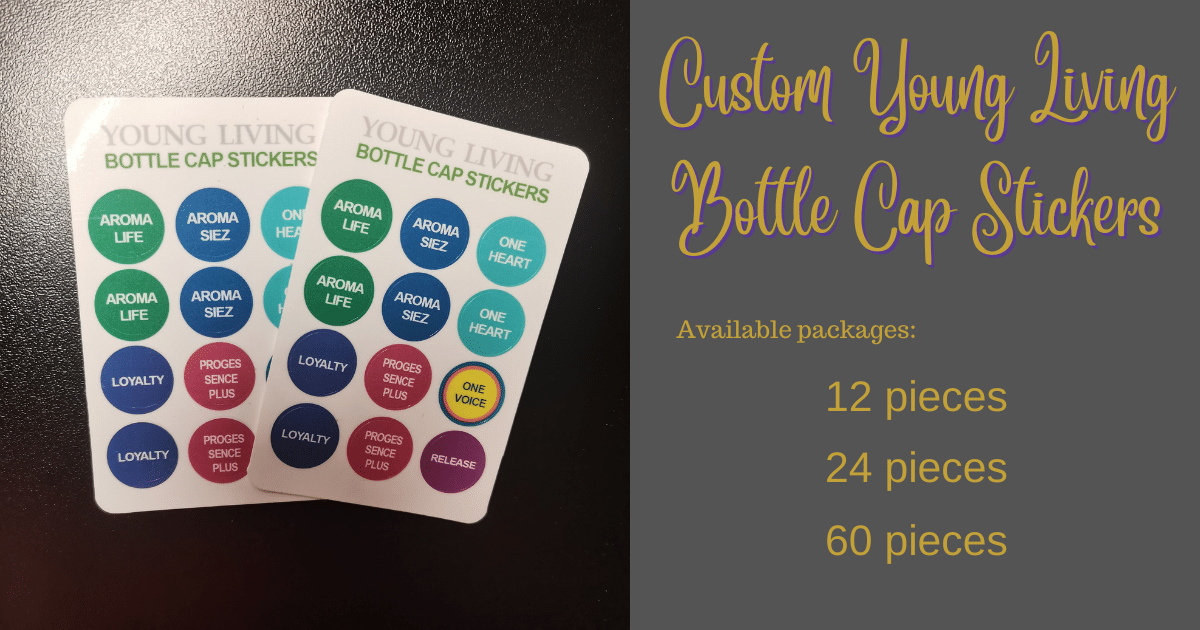 YOUNG LIVING
BOTTLE CAP STICKERS
AROMA
LIFE
AROMA
SIEZ
AROMA
LIFE
AROMA
SIEZ
LOYALTY
PROGES
SENCE
PLUS
LOYALTY
PROGES
SENCE
PLUS
YOUNG LIVING
BOTTLE CAP STICKERS
AROMA
LIFE
AROMA
SIEZ
ONE
HEART
AROMA
LIFE
AROMA
SIEZ
ONE
HEART
LOYALTY
PROGES
SENCE
PLUS
ONE
VOICE
LOYALTY
PROGES
SENCE
PLUS
RELEASE
Custom Young Living
Bottle Cap Stickers
Available packages:
12 pieces
24 pieces
60 pieces